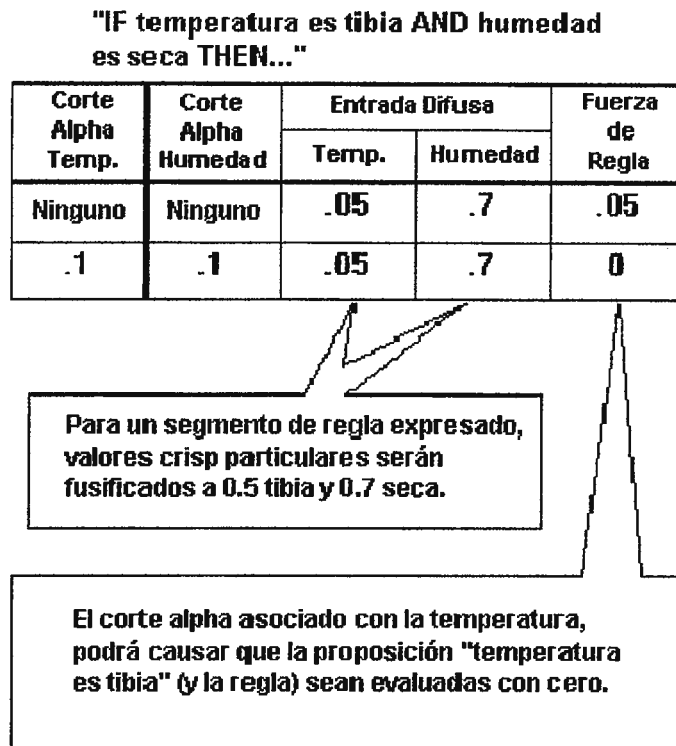 "IF temperatura es tibia AND humedad
es seca THEN..."
Corte Alpha Temp. Corte Alpha Humedad Entrada Difusa Fuerza de Regla
Temp. Humedad
Ninguno Ninguno .05 .7 .05
.1 .1 .05 .7 0
Para un segmento de regla expresado,
valores crisp particulares serán
fusificados a 0.5 tibia y 0.7 seca.
El corte alpha asociado con la temperatura,
podrá causar que la proposición "temperatura
es tibia" (y la regla) sean evaluadas con cero.